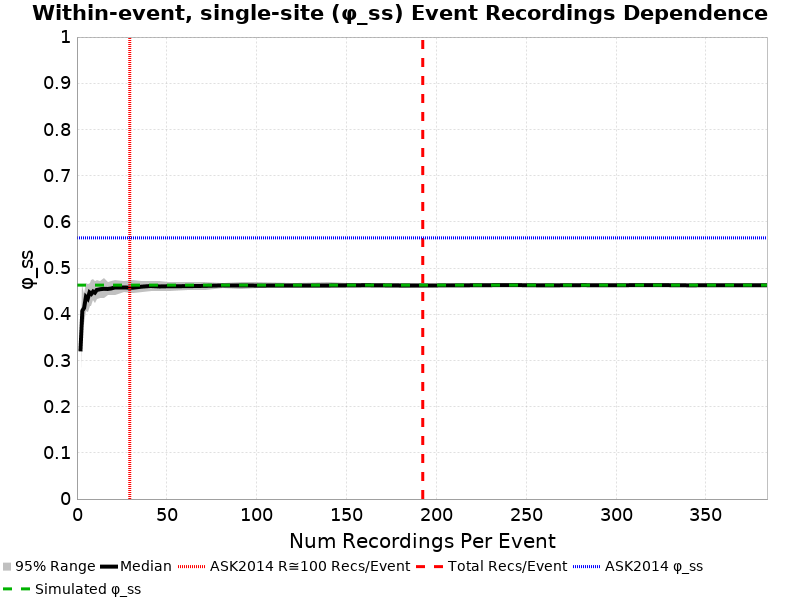 Within-event, single-site (φ_ss) Event Recordings Dependence
1
0.9
0.8
0.7
0.6
0.5
0.4
0.3
0.2
0.1
0
φ_ss
0 50 100 150 200 250 300 350
Num Recordings Per Event
95% Range Median ASK2014 R≅100 Recs/Event Total Recs/Event ASK2014 φ_ss
Simulated φ_ss